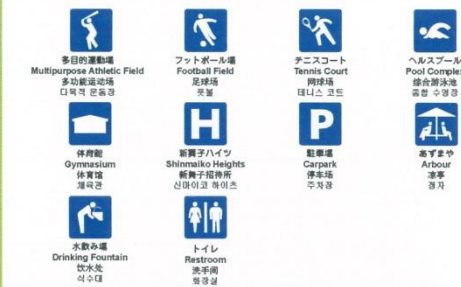 多目的運動場
Multipurpose Athletic Field
多功能运动场
다목적 운동장
フットボール場
Football Field
足球场
풋볼
テニスコート
Tennis Court
网球场
테니스 코트
ヘルスプール
Pool Complex
综合游泳池
종합 수영장
体育館
Gymnasium
体育馆
체육관
H
新舞子ハイツ
Shinmaiko Heights
新舞子招待所
신마이코 하이츠
P
駐車場
Carpark
停车场
주차장
あずまや
Arbour
凉亭
정자
水飲み場
Drinking Fountain
饮水处
식수대
トイレ
Restroom
洗手间
화장실